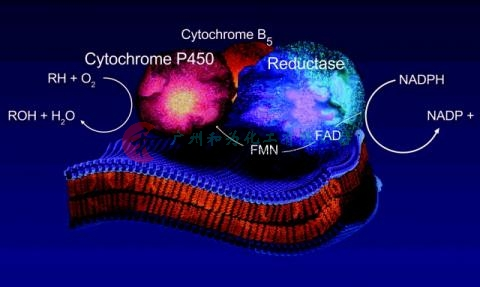 Cytochrome B₅
Cytochrome P450
Reductase
RH + O₂
NADPH
ROH + H₂O
NADP +
FAD
FMN